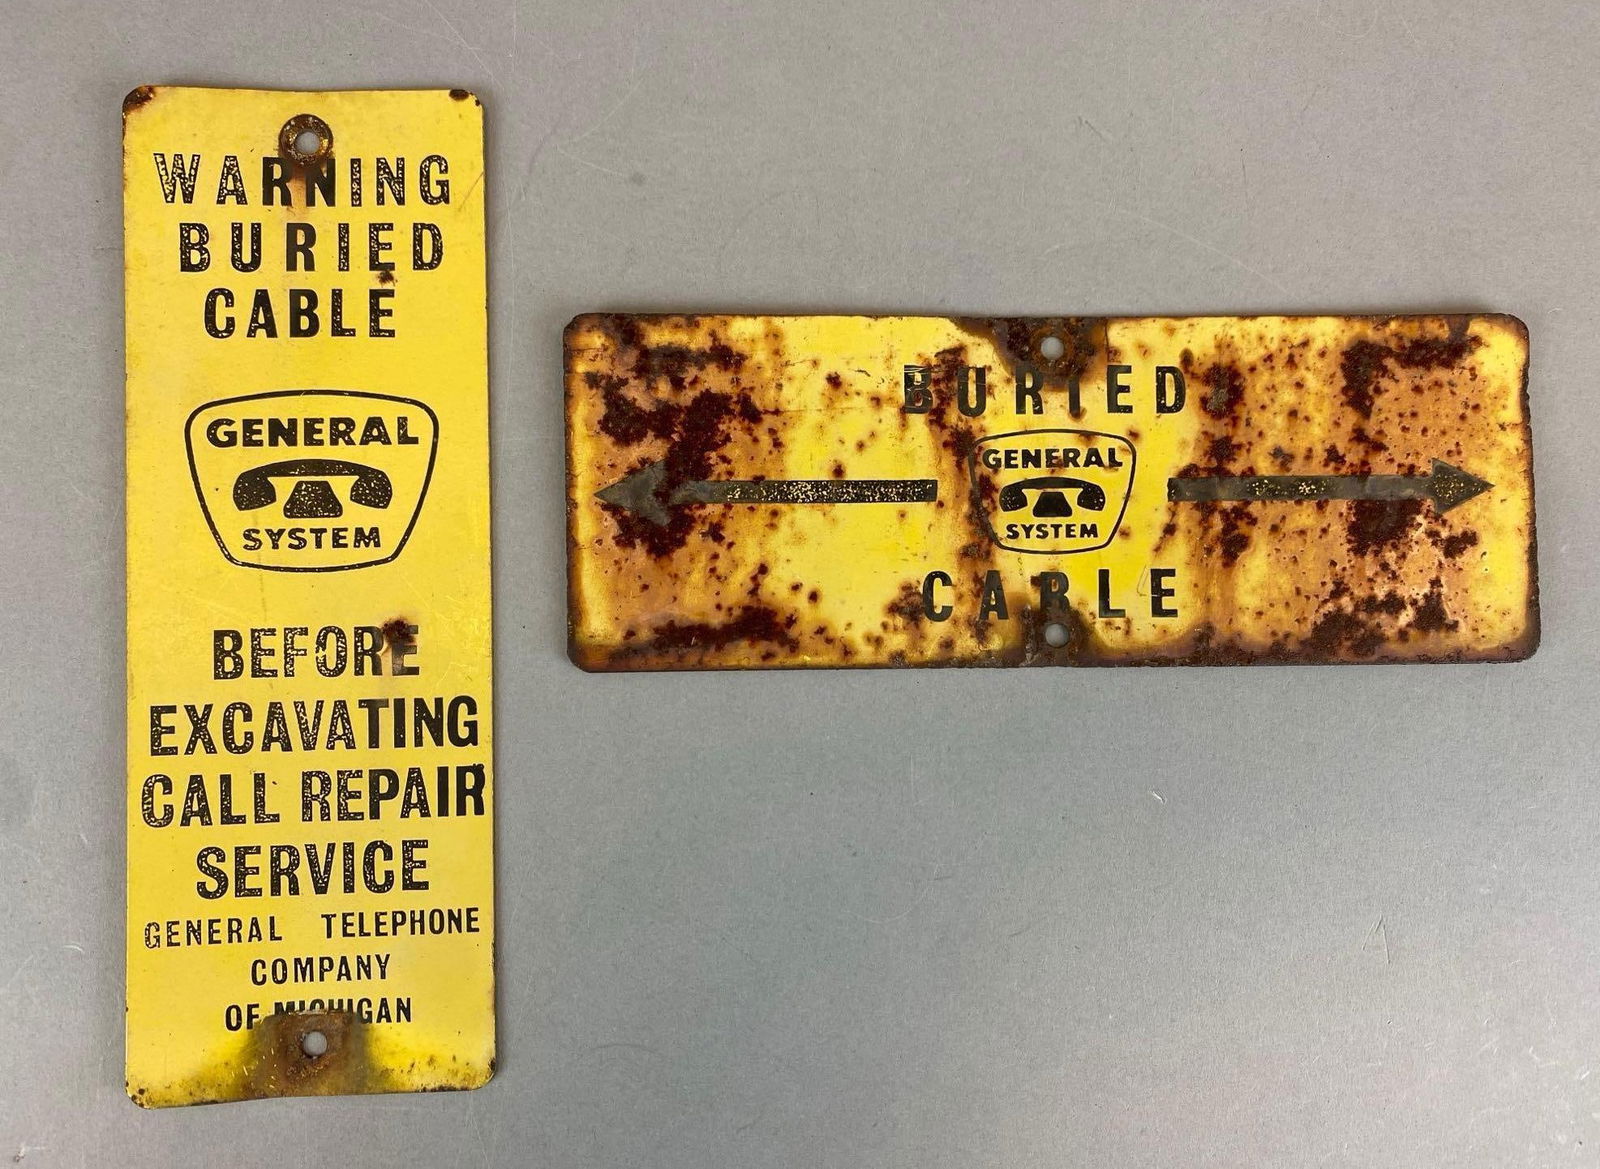 WARNING
BURIED
CABLE
GENERAL
SYSTEM
BEFORE
EXCAVATING
CALL REPAIR
SERVICE
GENERAL TELEPHONE
COMPANY
OF MICHIGAN
BURIED
GENERAL
SYSTEM
CABLE